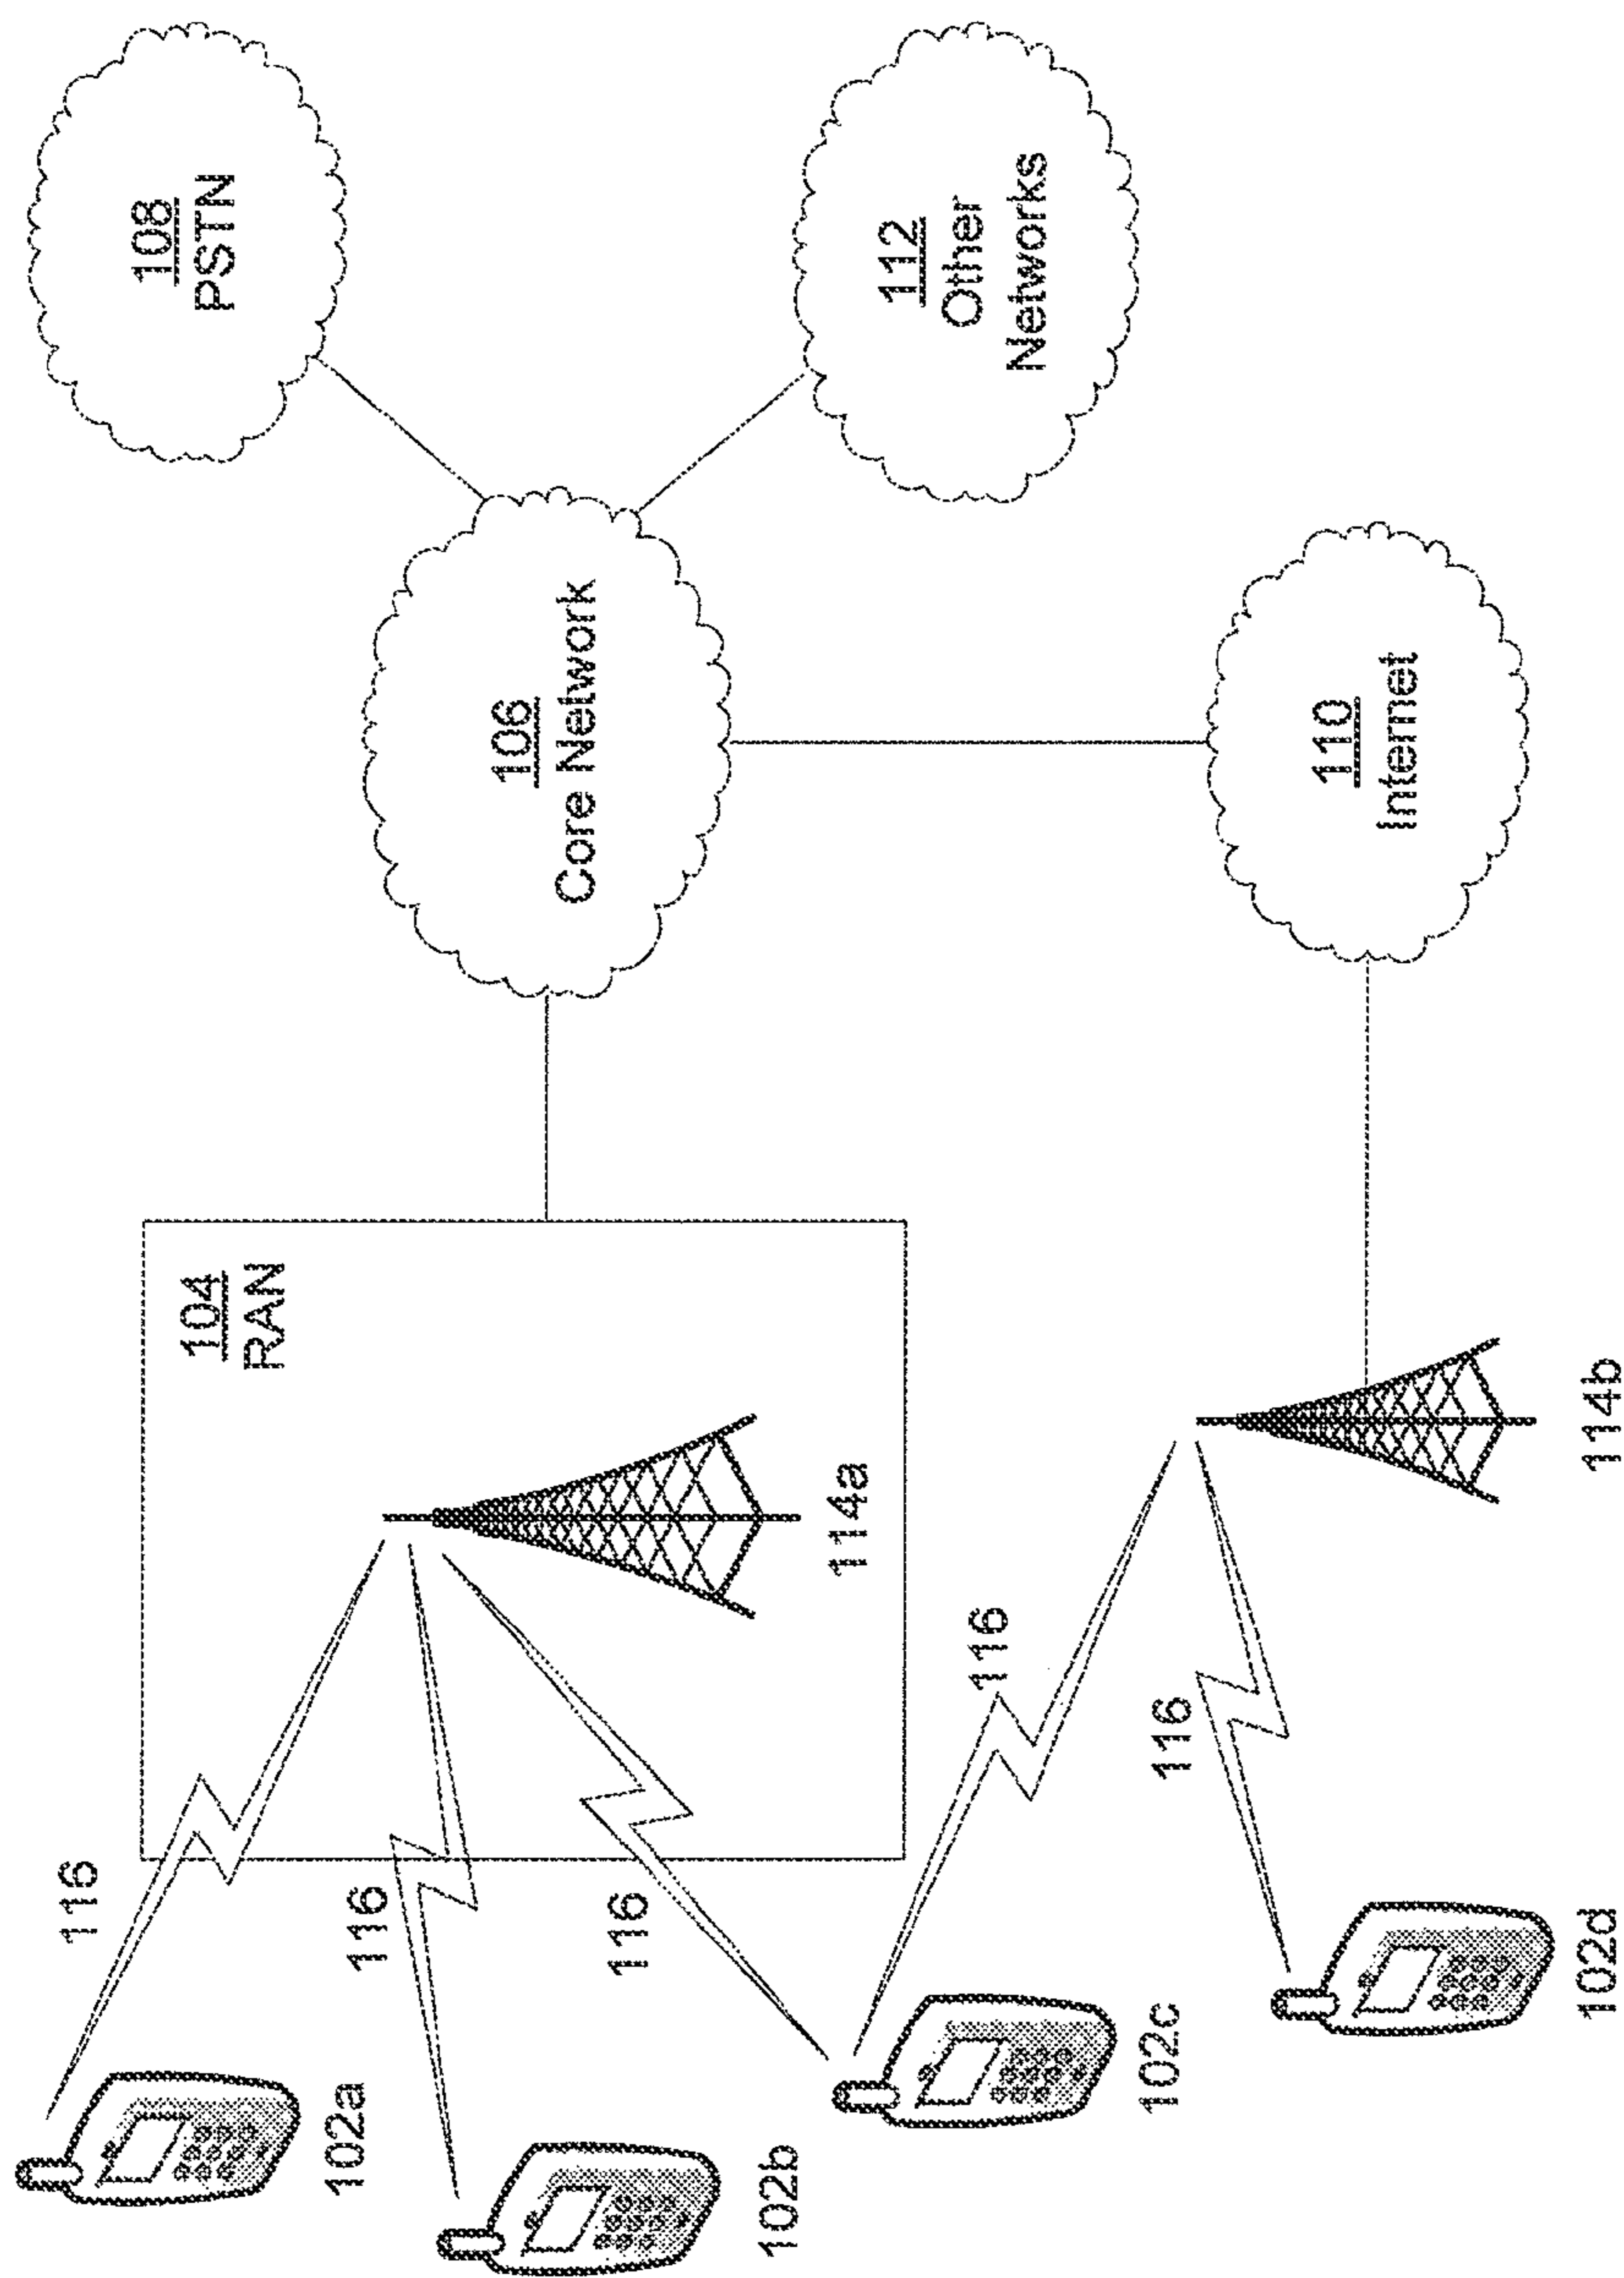 102a
116
102b
116
116
102c
116
102d
116
104
RAN
114a
114b
106
Core Network
110
Internet
108
PSTN
112
Other
Networks